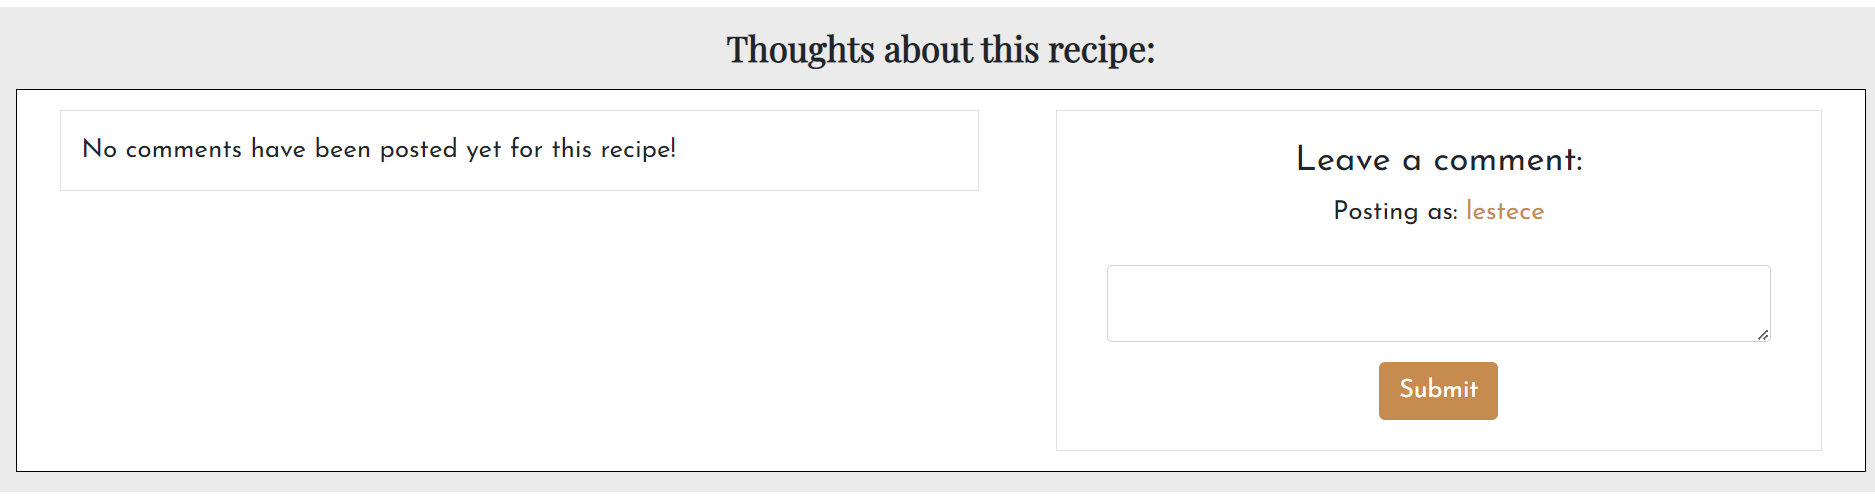 Thoughts about this recipe:
No comments have been posted yet for this recipe!
Leave a comment:
Posting as: lestece
Submit